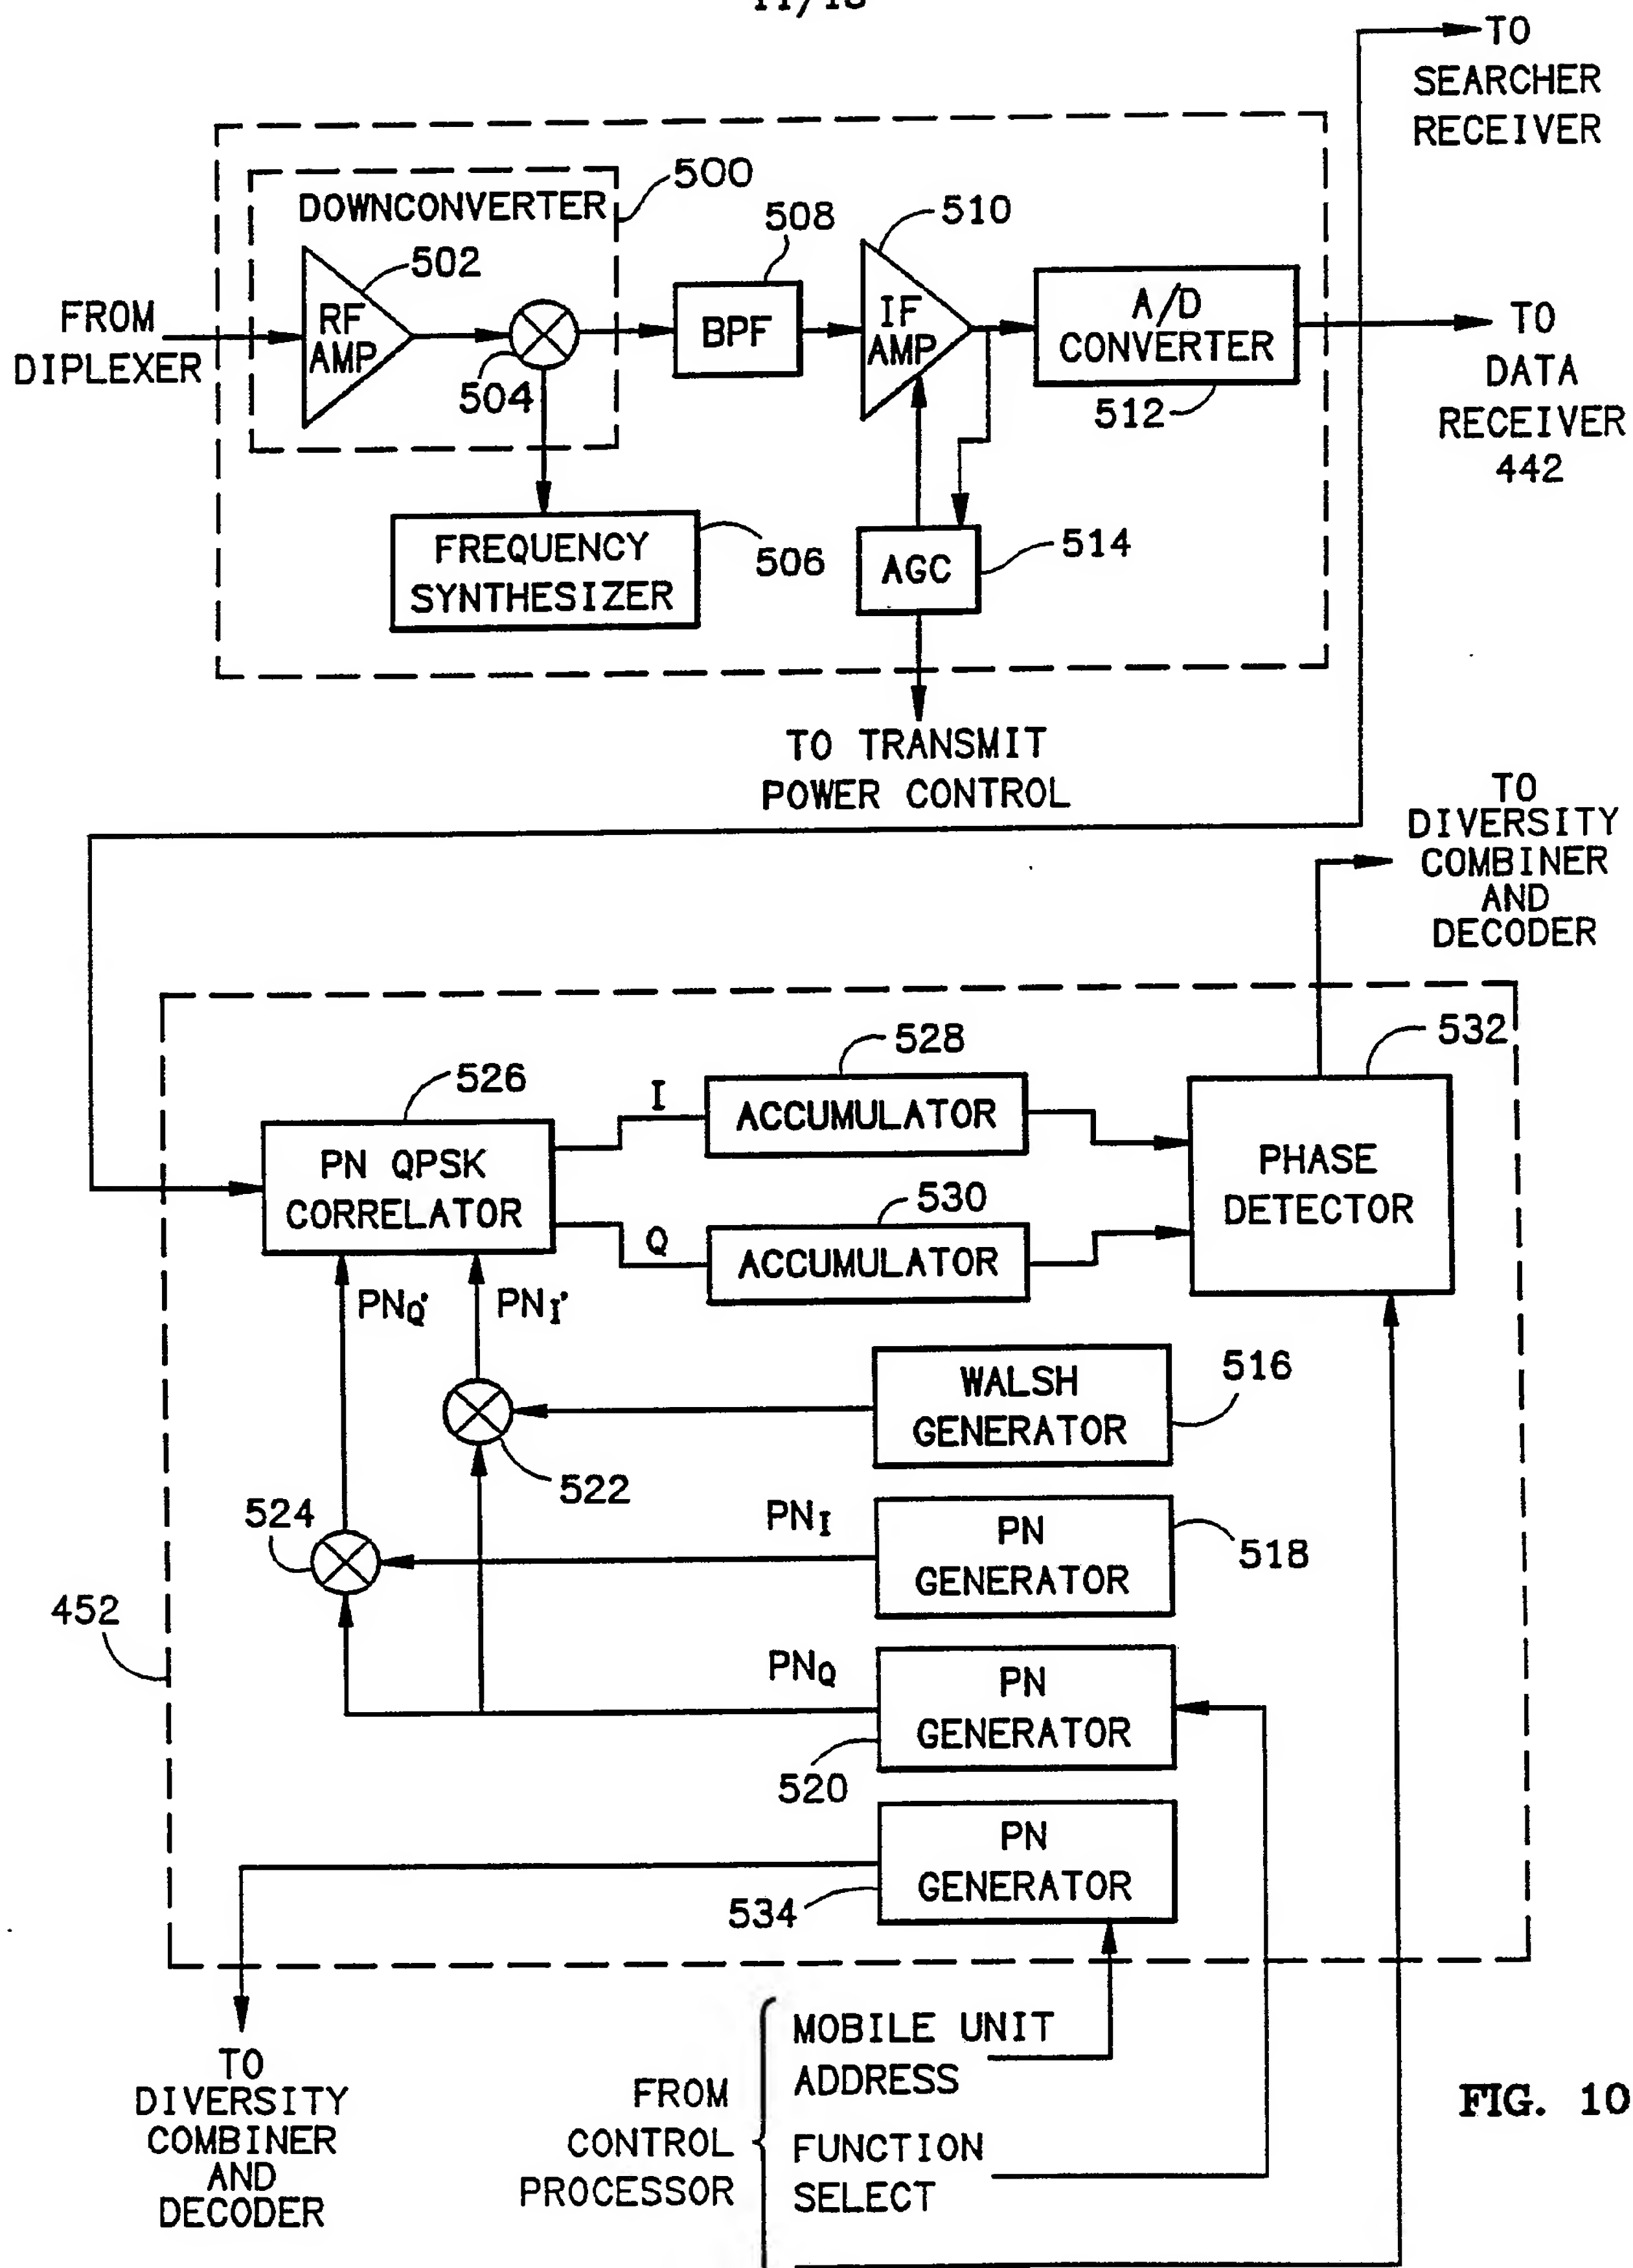 TO
SEARCHER
RECEIVER
500
DOWNCONVERTER
508
510
502
FROM
DIPLEXER
RF
AMP
504
BPF
IF
AMP
A/D
CONVERTER
512
TO
DATA
RECEIVER
442
FREQUENCY
SYNTHESIZER
506
AGC
514
TO TRANSMIT
POWER CONTROL
TO
DIVERSITY
COMBINER
AND
DECODER
532
528
526
I
ACCUMULATOR
PN QPSK
CORRELATOR
PHASE
DETECTOR
530
Q
ACCUMULATOR
PNQ'
PNI'
WALSH
GENERATOR
516
522
524
PNI
PN
GENERATOR
518
452
PNQ
PN
GENERATOR
520
PN
GENERATOR
534
TO
DIVERSITY
COMBINER
AND
DECODER
FROM
CONTROL
PROCESSOR
MOBILE UNIT
ADDRESS
FUNCTION
SELECT
FIG. 10